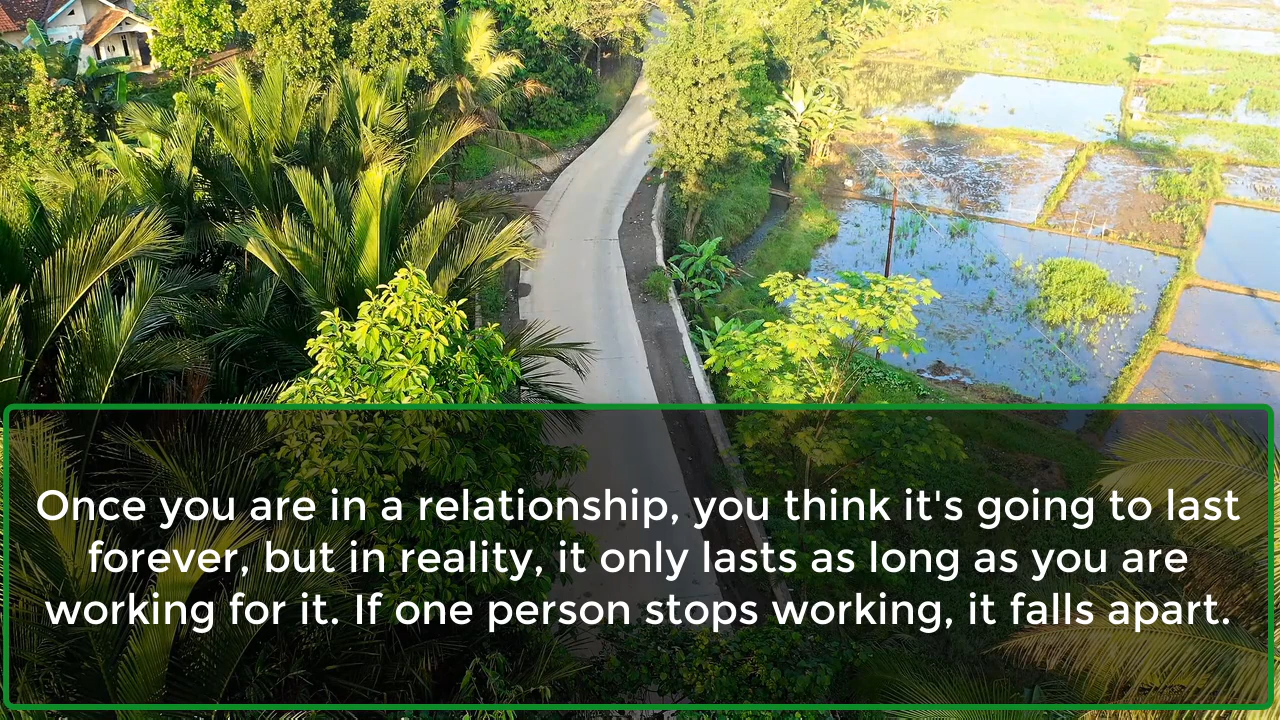 Once you are in a relationship, you think it's going to last
forever, but in reality, it only lasts as long as you are
working for it. If one person stops working, it falls apart.